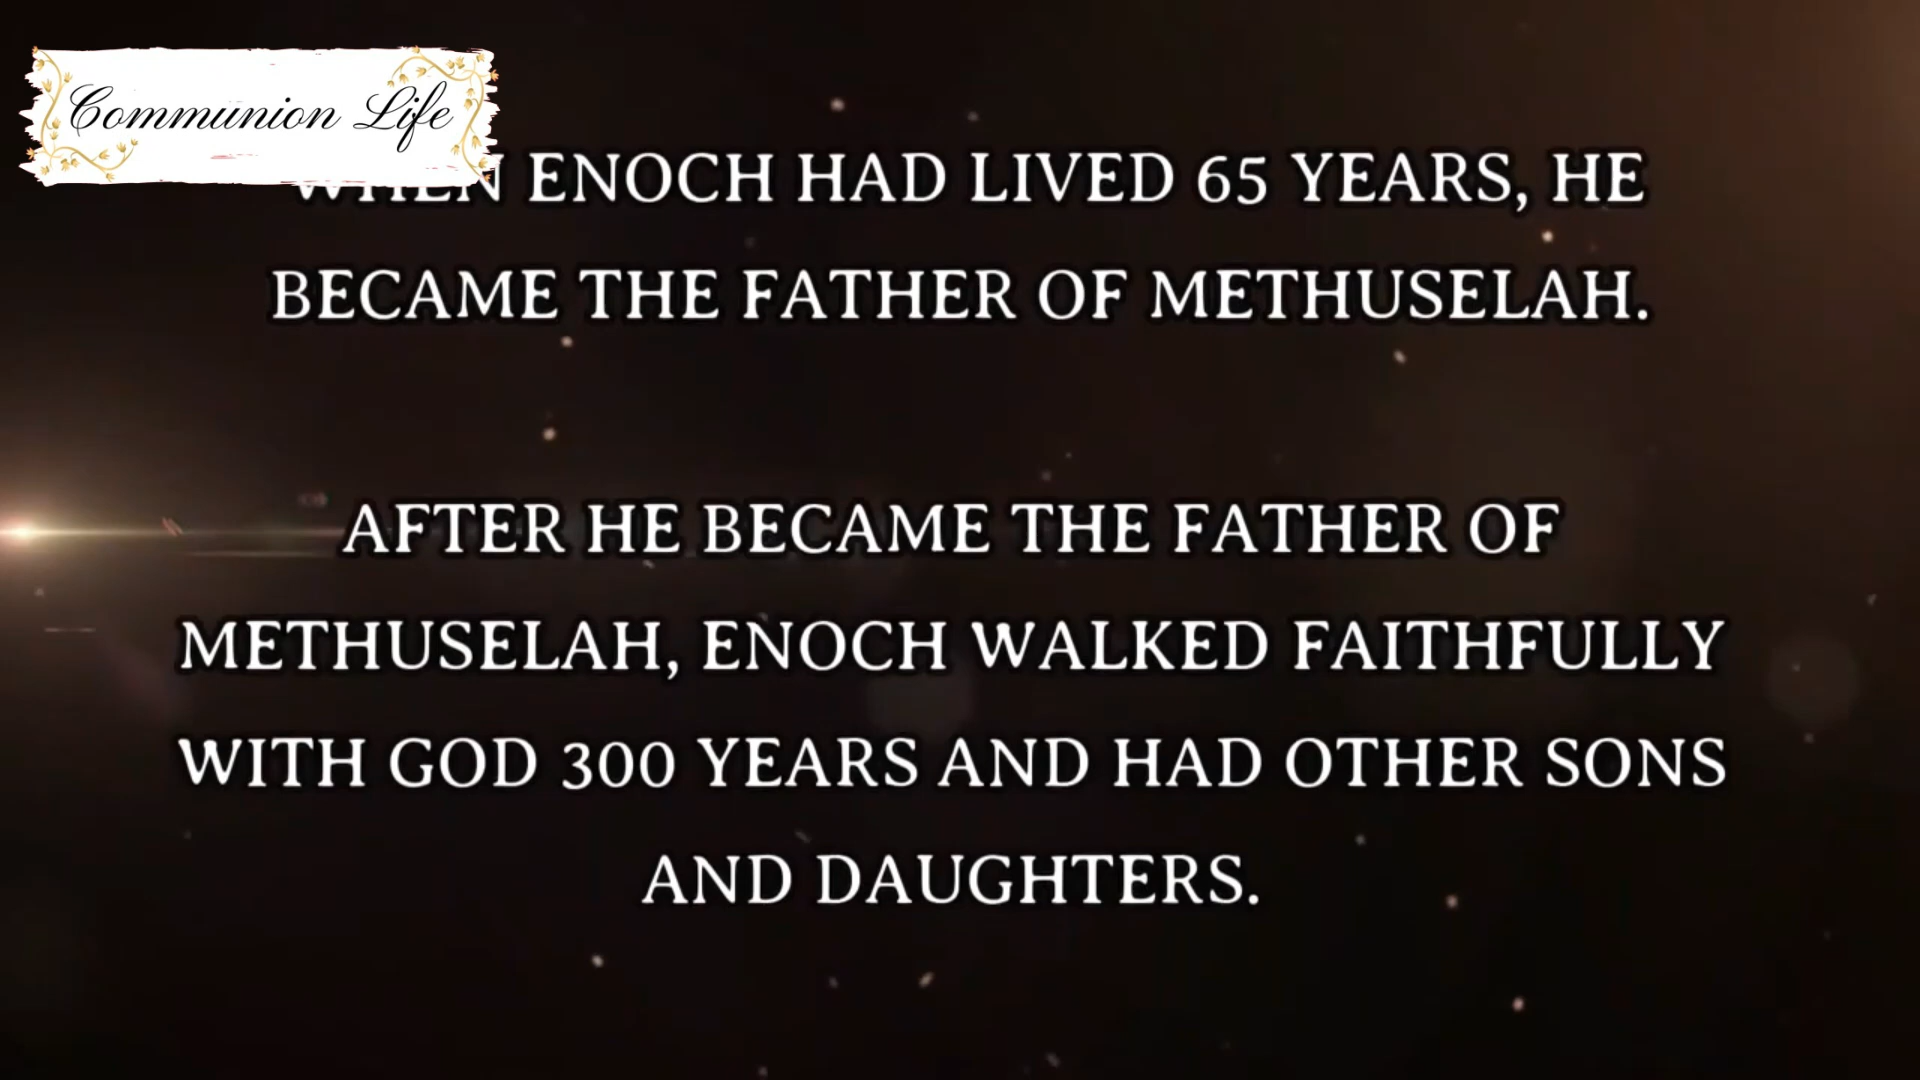 Communion Life
WHEN ENOCH HAD LIVED 65 YEARS, HE
BECAME THE FATHER OF METHUSELAH.
AFTER HE BECAME THE FATHER OF
METHUSELAH, ENOCH WALKED FAITHFULLY
WITH GOD 300 YEARS AND HAD OTHER SONS
AND DAUGHTERS.